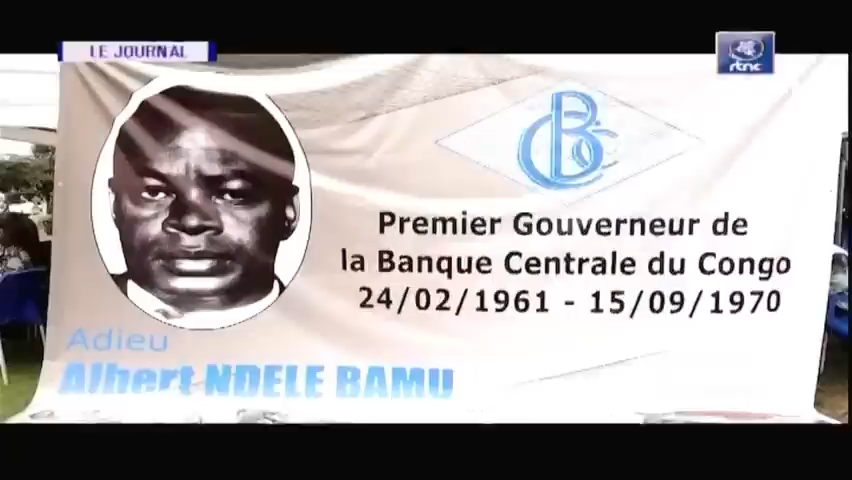 LE JOURNAL
rtnc
BCC
Premier Gouverneur de
la Banque Centrale du Congo
24/02/1961 - 15/09/1970
Adieu
Albert NDELE BAMU